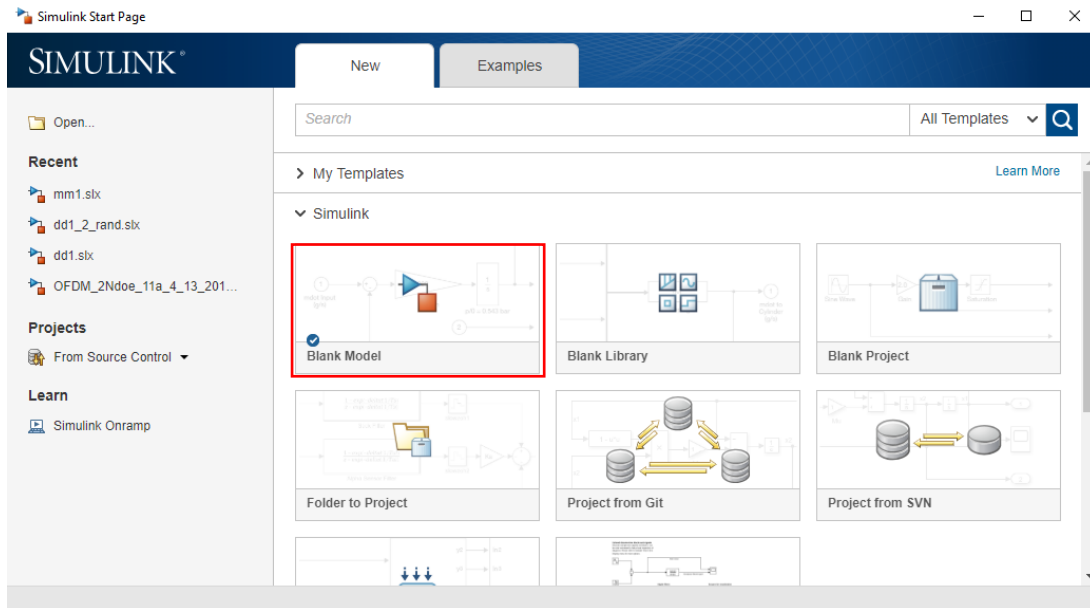 Simulink Start Page
SIMULINK®
New
Examples
Open...
Recent
mm1.slx
dd1_2_rand.slx
dd1.slx
OFDM_2Ndoe_11a_4_13_201...
Projects
From Source Control
Learn
Simulink Onramp
Search
All Templates
My Templates
Learn More
Simulink
Blank Model
Blank Library
Blank Project
Folder to Project
Project from Git
Project from SVN